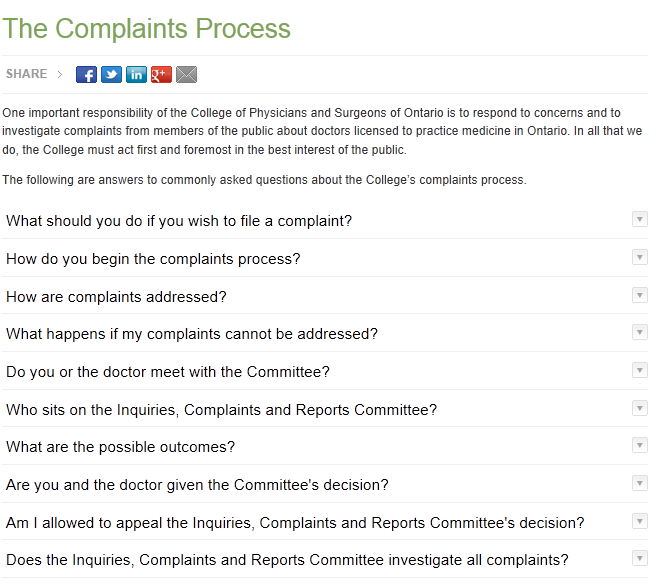 The Complaints Process
SHARE
One important responsibility of the College of Physicians and Surgeons of Ontario is to respond to concerns and to
investigate complaints from members of the public about doctors licensed to practice medicine in Ontario. In all that we
do, the College must act first and foremost in the best interest of the public.
The following are answers to commonly asked questions about the College's complaints process.
What should you do if you wish to file a complaint?
How do you begin the complaints process?
How are complaints addressed?
What happens if my complaints cannot be addressed?
Do you or the doctor meet with the Committee?
Who sits on the Inquiries, Complaints and Reports Committee?
What are the possible outcomes?
Are you and the doctor given the Committee's decision?
Am I allowed to appeal the Inquiries, Complaints and Reports Committee's decision?
Does the Inquiries, Complaints and Reports Committee investigate all complaints?